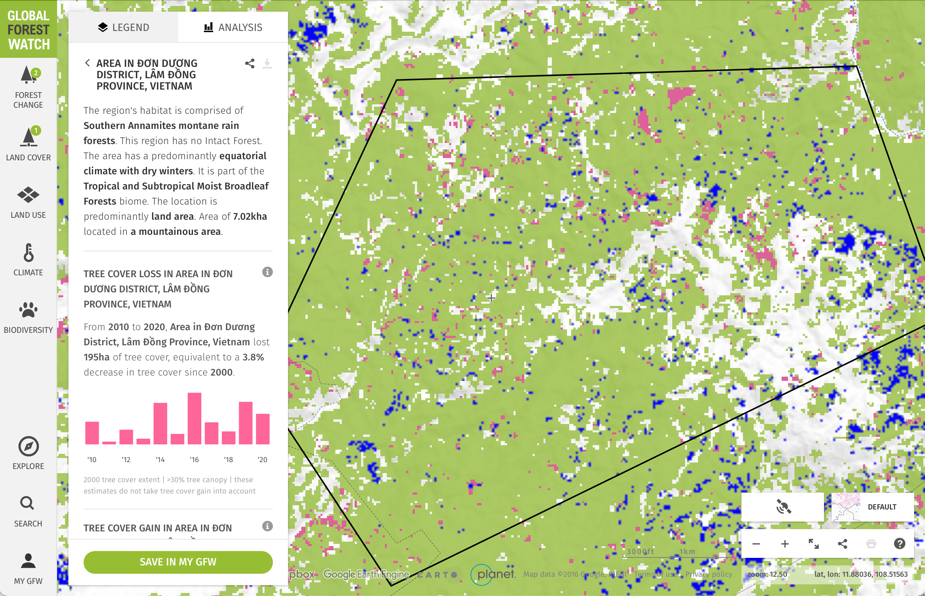 GLOBAL
FOREST
WATCH
LEGEND
ANALYSIS
2
FOREST
CHANGE
1
LAND COVER
LAND USE
CLIMATE
BIODIVERSITY
EXPLORE
SEARCH
MY GFW
AREA IN ĐƠN DƯƠNG
DISTRICT, LÂM ĐỒNG
PROVINCE, VIETNAM
The region's habitat is comprised of
Southern Annamites montane rain
forests. This region has no Intact Forest.
The area has a predominantly equatorial
climate with dry winters. It is part of the
Tropical and Subtropical Moist Broadleaf
Forests biome. The location is
predominantly land area. Area of 7.02kha
located in a mountainous area.
TREE COVER LOSS IN AREA IN ĐƠN
DƯƠNG DISTRICT, LÂM ĐỒNG
PROVINCE, VIETNAM
From 2010 to 2020, Area in Đơn Dương
District, Lâm Đồng Province, Vietnam lost
195ha of tree cover, equivalent to a 3.8%
decrease in tree cover since 2000.
'10 '12 '14 '16 '18 '20
2000 tree cover extent | >30% tree canopy | these
estimates do not take tree cover gain into account
TREE COVER GAIN IN AREA IN ĐƠN
SAVE IN MY GFW
DEFAULT
3000ft 1km
pbox Google Earth Engine CARTO planet. Map data ©2016 Google, Privacy policy
zoom: 12.50 lat, lon: 11.88036, 108.51563